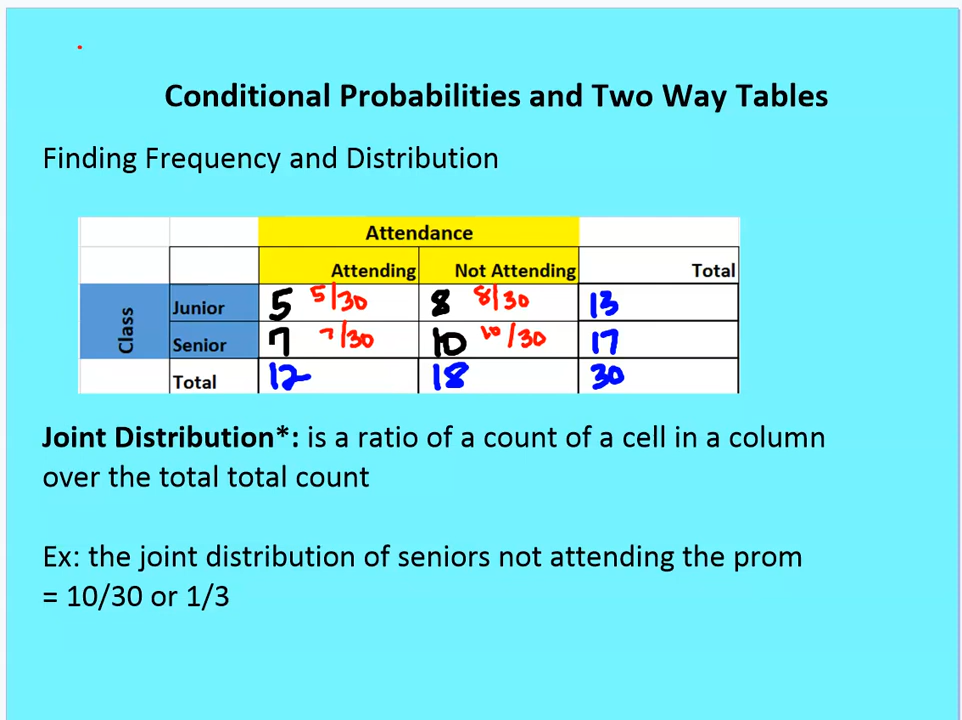 Conditional Probabilities and Two Way Tables
Finding Frequency and Distribution
Attendance
Attending Not Attending Total
Class
Junior 5 5/30 8 8/30 13
Senior 7 7/30 10 10/30 17
Total 12 18 30
Joint Distribution*: is a ratio of a count of a cell in a column
over the total total count
Ex: the joint distribution of seniors not attending the prom
= 10/30 or 1/3